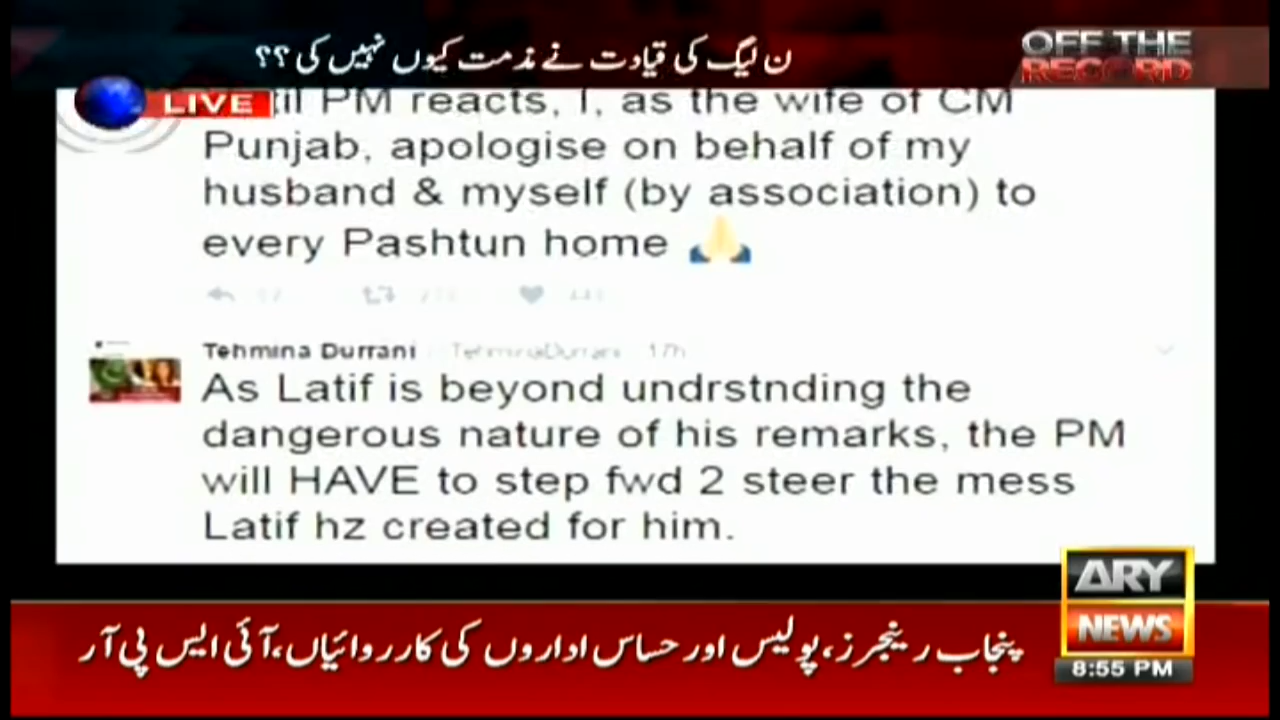 ن لیگ کی قیادت نے مذمت کیوں نہیں کی؟؟
OFF THE
RECORD
LIVE
til PM reacts, I, as the wife of CM
Punjab, apologise on behalf of my
husband & myself (by association) to
every Pashtun home 🙏
Tehmina Durrani TehminaDurrani 17h
As Latif is beyond undrstnding the
dangerous nature of his remarks, the PM
will HAVE to step fwd 2 steer the mess
Latif hz created for him.
ARY
NEWS
8:55 PM
پنجاب رینجرز،پولیس اور حساس اداروں کی کارروائیاں،آئی ایس پی آر